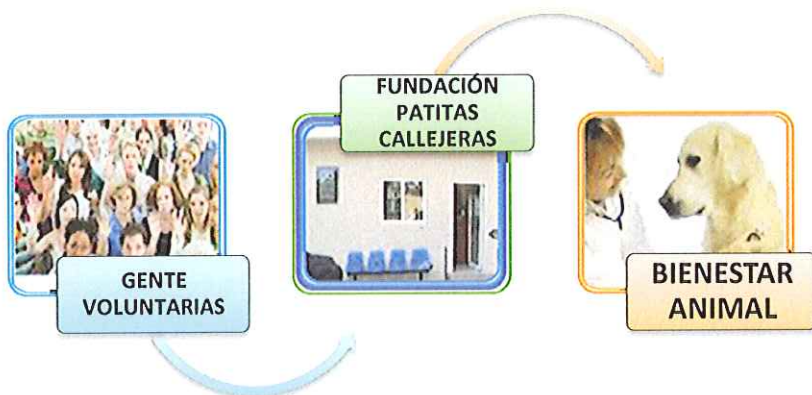 GENTE
VOLUNTARIAS
FUNDACIÓN
PATITAS
CALLEJERAS
BIENESTAR
ANIMAL